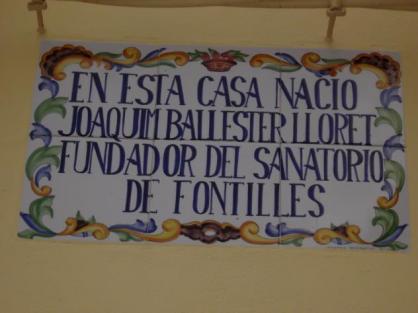 EN ESTA CASA NACIO
JOAQUIM BALLESTER LLORET
FUNDADOR DEL SANATORIO
DE FONTILLES